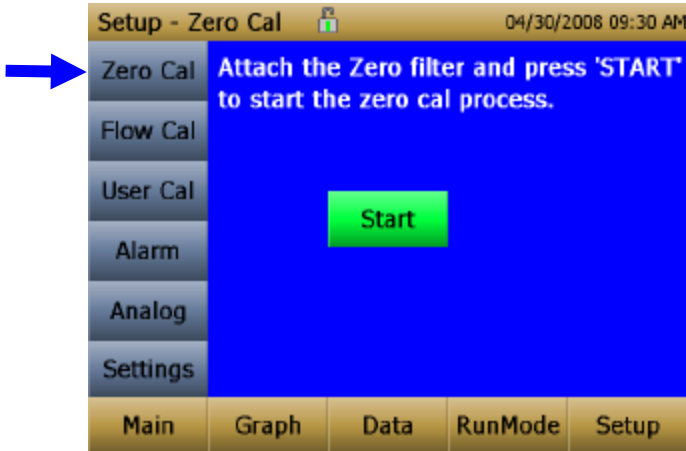 Setup - Zero Cal 04/30/2008 09:30 AM
Zero Cal
Attach the Zero filter and press 'START'
to start the zero cal process.
Flow Cal
User Cal
Start
Alarm
Analog
Settings
Main Graph Data RunMode Setup